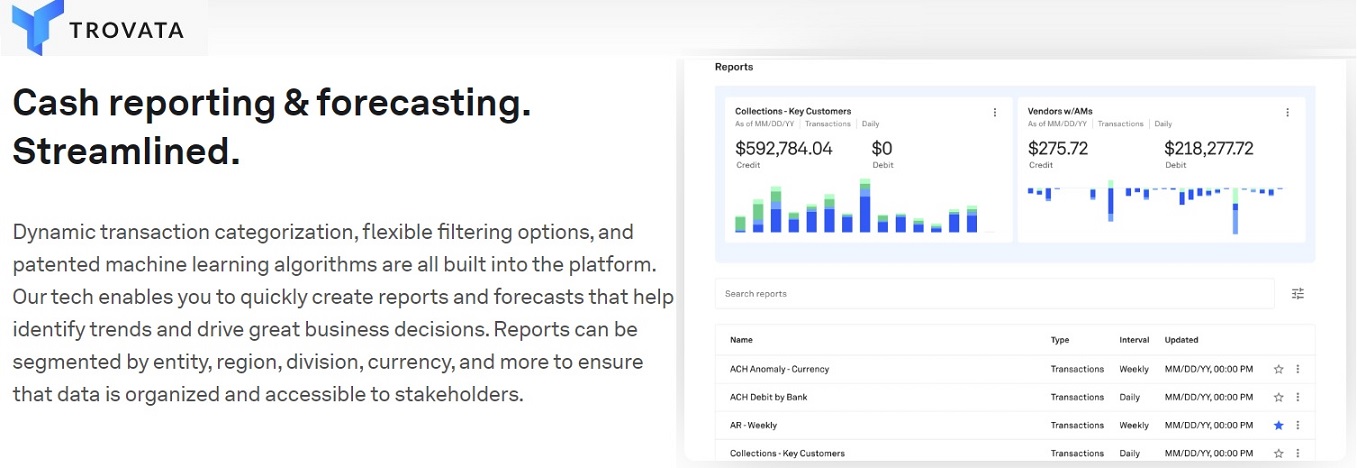 TROVATA
Cash reporting & forecasting.
Streamlined.
Dynamic transaction categorization, flexible filtering options, and
patented machine learning algorithms are all built into the platform.
Our tech enables you to quickly create reports and forecasts that help
identify trends and drive great business decisions. Reports can be
segmented by entity, region, division, currency, and more to ensure
that data is organized and accessible to stakeholders.
Reports
Collections - Key Customers
As of MM/DD/YY Transactions Daily
$592,784.04 $0
Credit Debit
Vendors w/AMs
As of MM/DD/YY Transactions Daily
$275.72 $218,277.72
Credit Debit
Search reports
Name Type Interval Updated
ACH Anomaly - Currency Transactions Weekly MM/DD/YY, 00:00 PM
ACH Debit by Bank Transactions Daily MM/DD/YY, 00:00 PM
AR - Weekly Transactions Weekly MM/DD/YY, 00:00 PM
Collections - Key Customers Transactions Daily MM/DD/YY, 00:00 PM